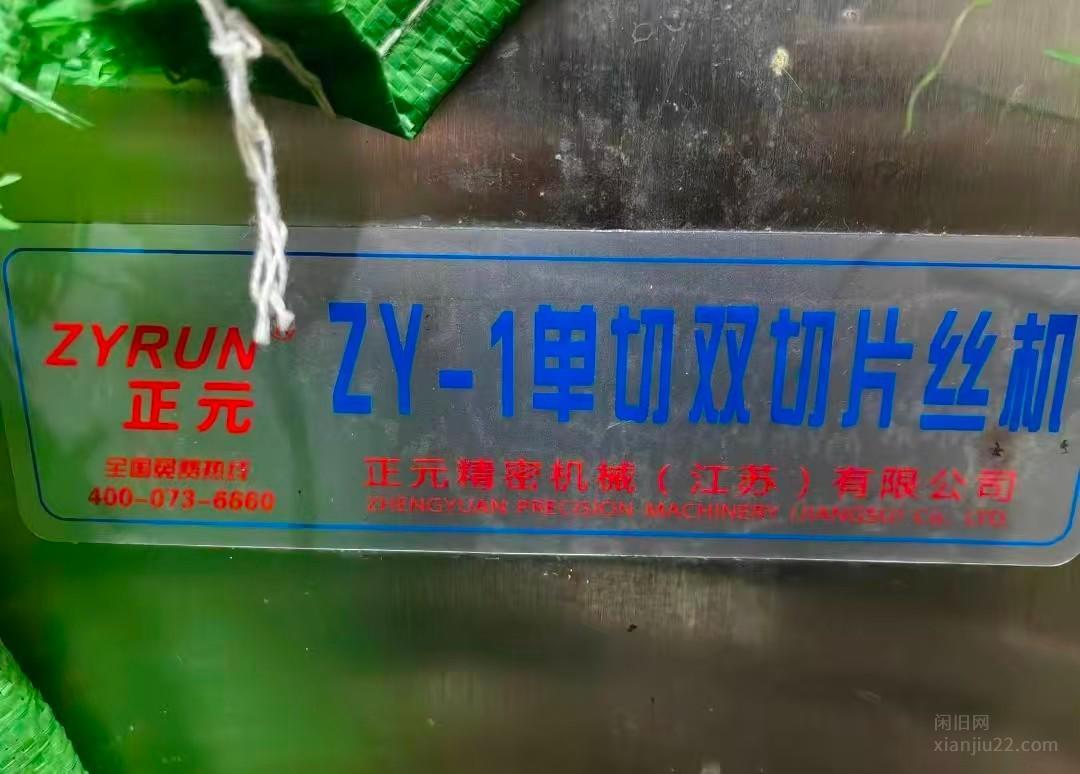 ZYRUN®
正元
全国免费热线
400-073-6660
ZY-1单切双切片丝机
正元精密机械（江苏）有限公司
ZHENGYUAN PRECISION MACHINERY (JIANGSU) Co., LTD.
闲旧网
xianjiu22.com